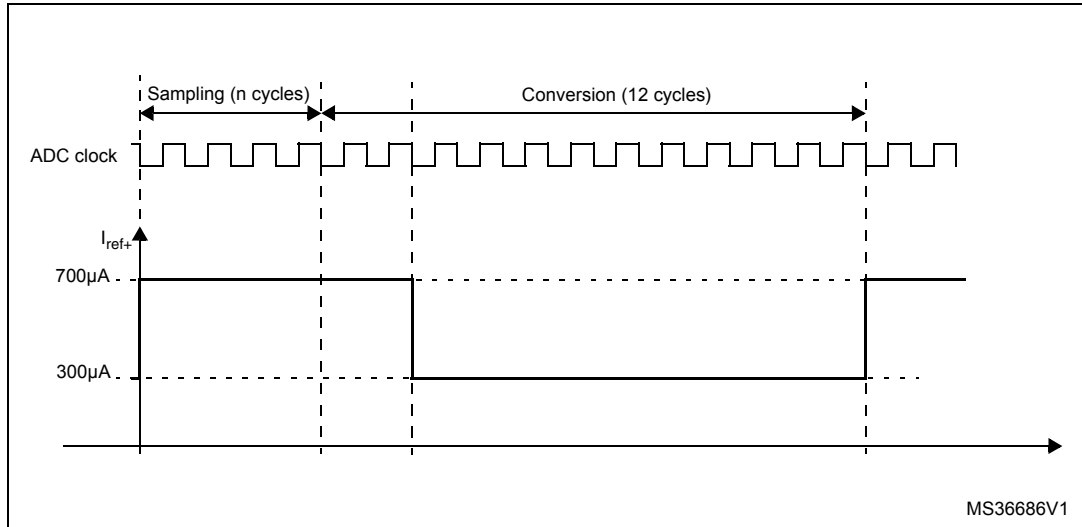 Sampling (n cycles)
Conversion (12 cycles)
ADC clock
Iref+
700µA
300µA
MS36686V1